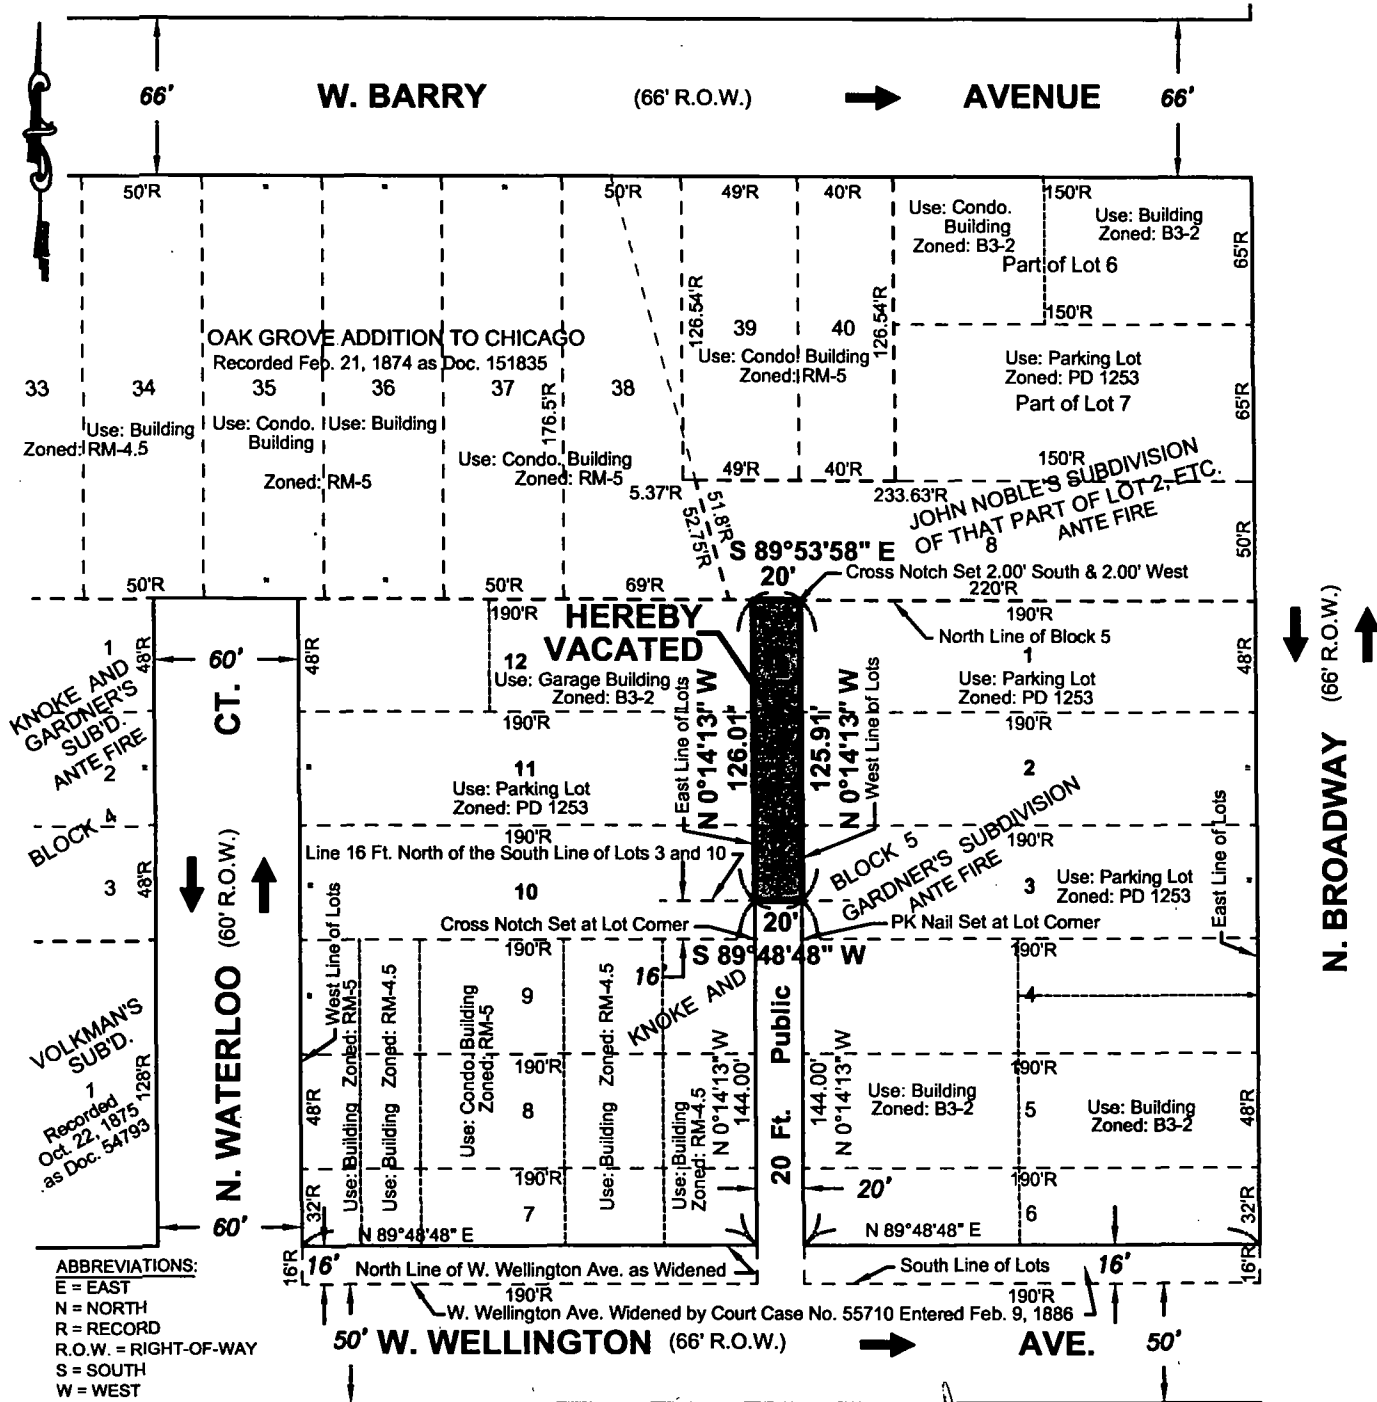 66'
W. BARRY (66' R.O.W.) AVENUE
66'
50'R
50'R
49'R
40'R
150'R
Use: Condo.
Building
Zoned: B3-2
Use: Building
Zoned: B3-2
Part of Lot 6
65'R
150'R
126.54'R
39
40
126.54'R
Use: Condo. Building
Zoned: RM-5
Use: Parking Lot
Zoned: PD 1253
Part of Lot 7
65'R
150'R
OAK GROVE ADDITION TO CHICAGO
Recorded Feb. 21, 1874 as Doc. 151835
33
34
35
36
37
38
Use: Building
Zoned: RM-4.5
Use: Condo.
Building
Use: Building
Zoned: RM-5
176.5'R
Use: Condo. Building
Zoned: RM-5
49'R
40'R
5.37'R
51.8'R
52.75'R
233.63'R
JOHN NOBLE'S SUBDIVISION
OF THAT PART OF LOT 2, ETC.
ANTE FIRE
8
50'R
S 89°53'58" E
20'
Cross Notch Set 2.00' South & 2.00' West
220'R
50'R
50'R
69'R
190'R
HEREBY
VACATED
190'R
North Line of Block 5
1
48'R
60'
48'R
12
Use: Garage Building
Zoned: B3-2
1
Use: Parking Lot
Zoned: PD 1253
48'R
KNOKE AND
GARDNER'S
SUB'D.
ANTE FIRE
2
BLOCK 4
3
48'R
190'R
11
Use: Parking Lot
Zoned: PD 1253
East Line of Lots
N 0°14'13" W
126.01'
125.91'
N 0°14'13" W
West Line of Lots
190'R
2
190'R
Line 16 Ft. North of the South Line of Lots 3 and 10
10
BLOCK 5
GARDNER'S SUBDIVISION
ANTE FIRE
190'R
3
Use: Parking Lot
Zoned: PD 1253
East Line of Lots
N. BROADWAY (66' R.O.W.)
N. WATERLOO (60' R.O.W.) CT.
West Line of Lots
Cross Notch Set at Lot Corner
20'
PK Nail Set at Lot Corner
S 89°48'48" W
190'R
16'
KNOKE AND
190'R
4
VOLKMAN'S
SUB'D.
1
Recorded
Oct. 22, 1875
as Doc. 54793
128'R
48'R
32'R
Use: Building Zoned: RM-5
Use: Building Zoned: RM-4.5
Use: Condo. Building
Zoned: RM-5
9
190'R
8
190'R
7
Use: Building Zoned: RM-4.5
Use: Building
Zoned: RM-4.5
N 0°14'13" W
144.00'
20 Ft. Public
144.00'
N 0°14'13" W
20'
190'R
Use: Building
Zoned: B3-2
5
Use: Building
Zoned: B3-2
48'R
190'R
6
32'R
60'
N 89°48'48" E
N 89°48'48" E
16'R
16'
North Line of W. Wellington Ave. as Widened
South Line of Lots
16'
16'R
190'R
190'R
W. Wellington Ave. Widened by Court Case No. 55710 Entered Feb. 9, 1886
50'
W. WELLINGTON (66' R.O.W.) AVE.
50'
ABBREVIATIONS:
E = EAST
N = NORTH
R = RECORD
R.O.W. = RIGHT-OF-WAY
S = SOUTH
W = WEST